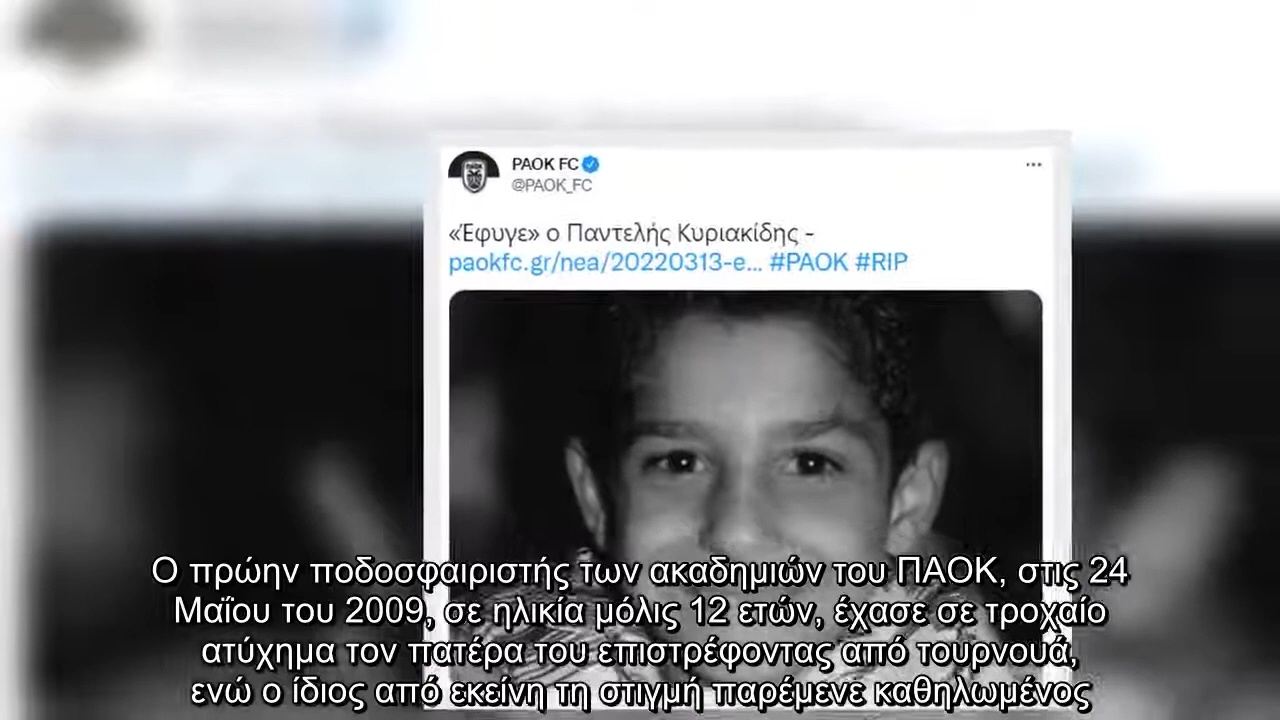 PAOK FC
@PAOK_FC
«Έφυγε» ο Παντελής Κυριακίδης -
paokfc.gr/nea/20220313-e... #PAOK #RIP
Ο πρώην ποδοσφαιριστής των ακαδημιών του ΠΑΟΚ, στις 24
Μαΐου του 2009, σε ηλικία μόλις 12 ετών, έχασε σε τροχαίο
ατύχημα τον πατέρα του επιστρέφοντας από τουρνουά,
ενώ ο ίδιος από εκείνη τη στιγμή παρέμενε καθηλωμένος